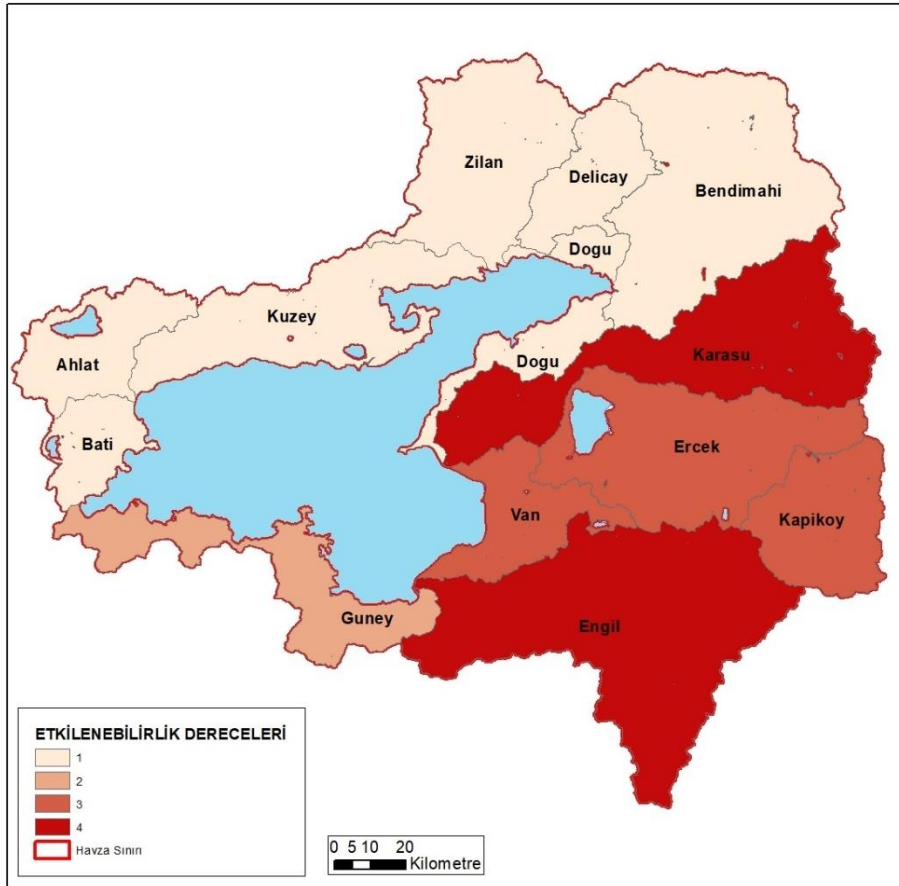 Zilan
Delicay
Bendimahi
Dogu
Kuzey
Ahlat
Dogu
Karasu
Bati
Ercek
Van
Kapikoy
Guney
Engil
ETKİLENEBİLİRLİK DERECELERİ
1
2
3
4
Havza Sınırı
0 5 10 20
Kilometre